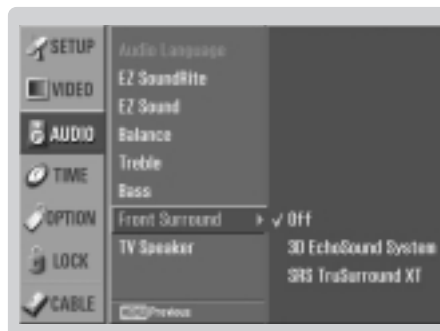 SETUP
VIDEO
AUDIO
TIME
OPTION
LOCK
CABLE
Audio Language
EZ SoundRite
EZ Sound
Balance
Treble
Bass
Front Surround
TV Speaker
Previous
✓ Off
3D EchoSound System
SRS TruSurround XT